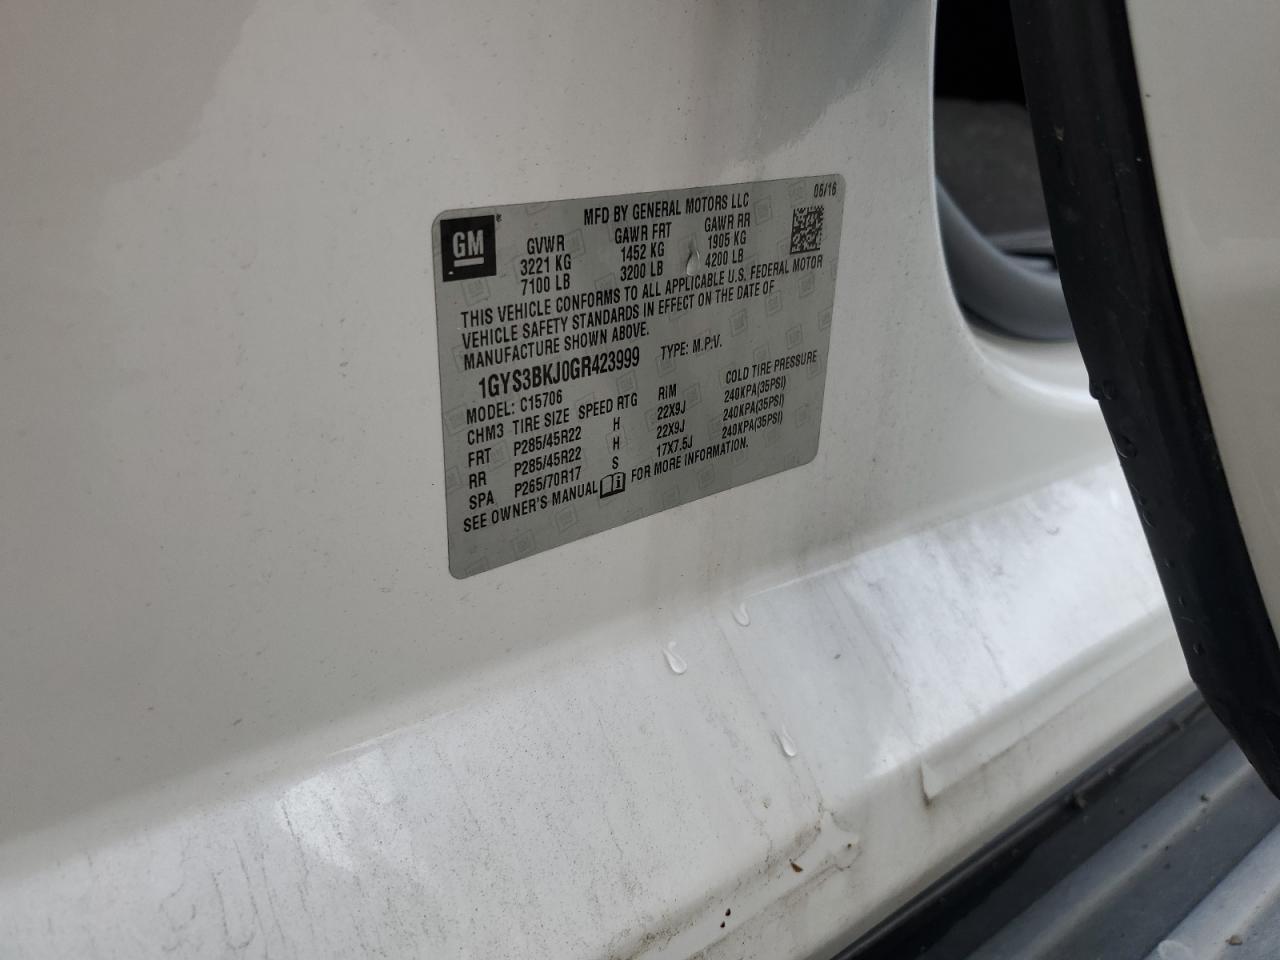 MFD BY GENERAL MOTORS LLC 06/16
GM
GVWR GAWR FRT GAWR RR
3221 KG 1452 KG 1905 KG
7100 LB 3200 LB 4200 LB
THIS VEHICLE CONFORMS TO ALL APPLICABLE U.S. FEDERAL MOTOR
VEHICLE SAFETY STANDARDS IN EFFECT ON THE DATE OF
MANUFACTURE SHOWN ABOVE.
1GYS3BKJ0GR423999 TYPE: M.P.V.
MODEL: C15706
CHM3 TIRE SIZE SPEED RTG RIM COLD TIRE PRESSURE
FRT P285/45R22 H 22X9J 240KPA(35PSI)
RR P285/45R22 H 22X9J 240KPA(35PSI)
SPA P265/70R17 S 17X7.5J 240KPA(35PSI)
SEE OWNER'S MANUAL i FOR MORE INFORMATION.